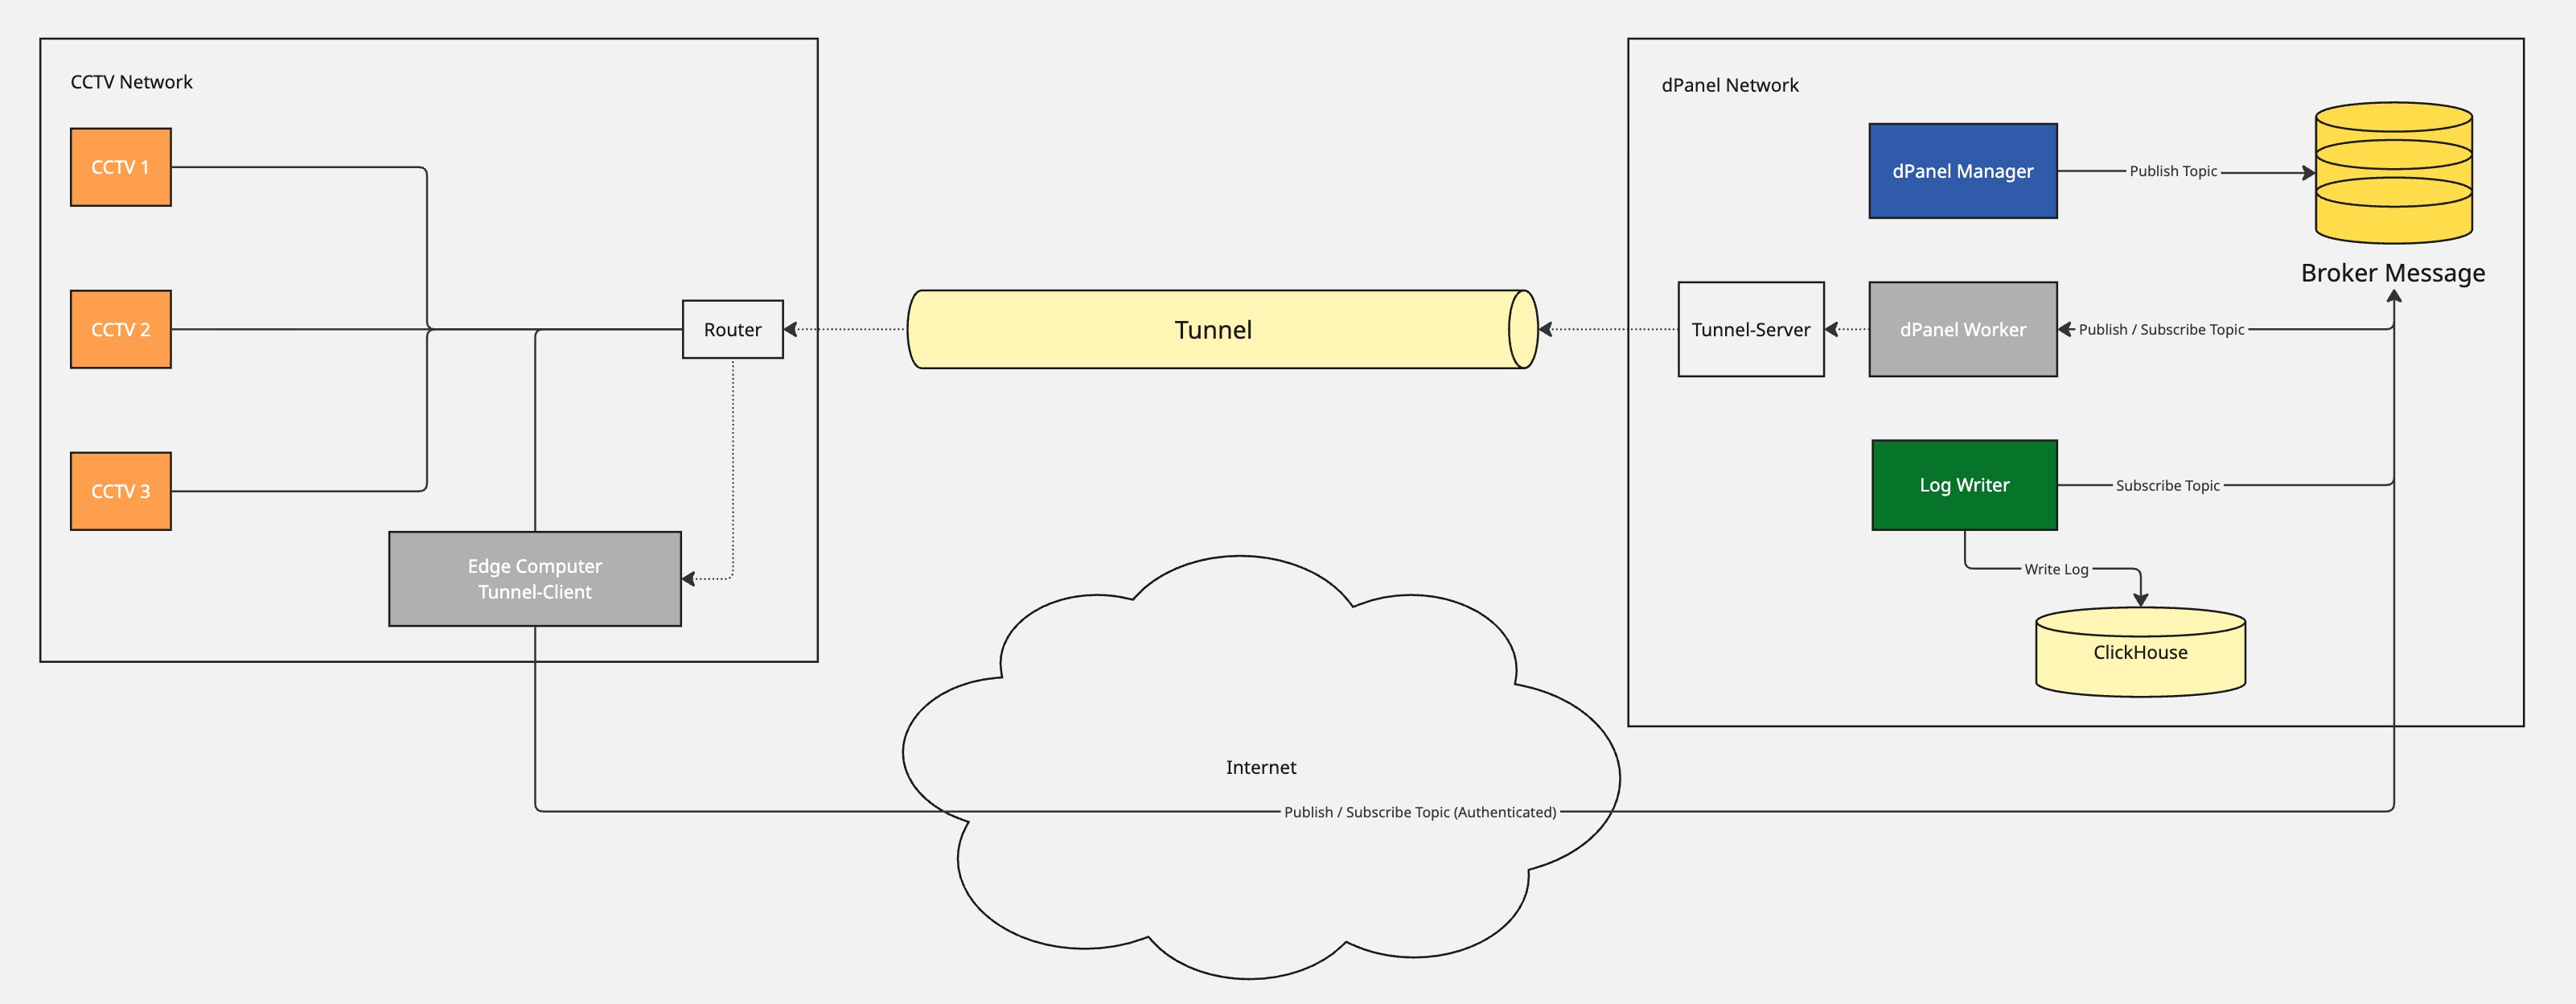 CCTV Network
CCTV 1
CCTV 2
CCTV 3
Router
Edge Computer
Tunnel-Client
Tunnel
Internet
Publish / Subscribe Topic (Authenticated)
dPanel Network
dPanel Manager
Publish Topic
Broker Message
Tunnel-Server
dPanel Worker
Publish / Subscribe Topic
Log Writer
Subscribe Topic
Write Log
ClickHouse